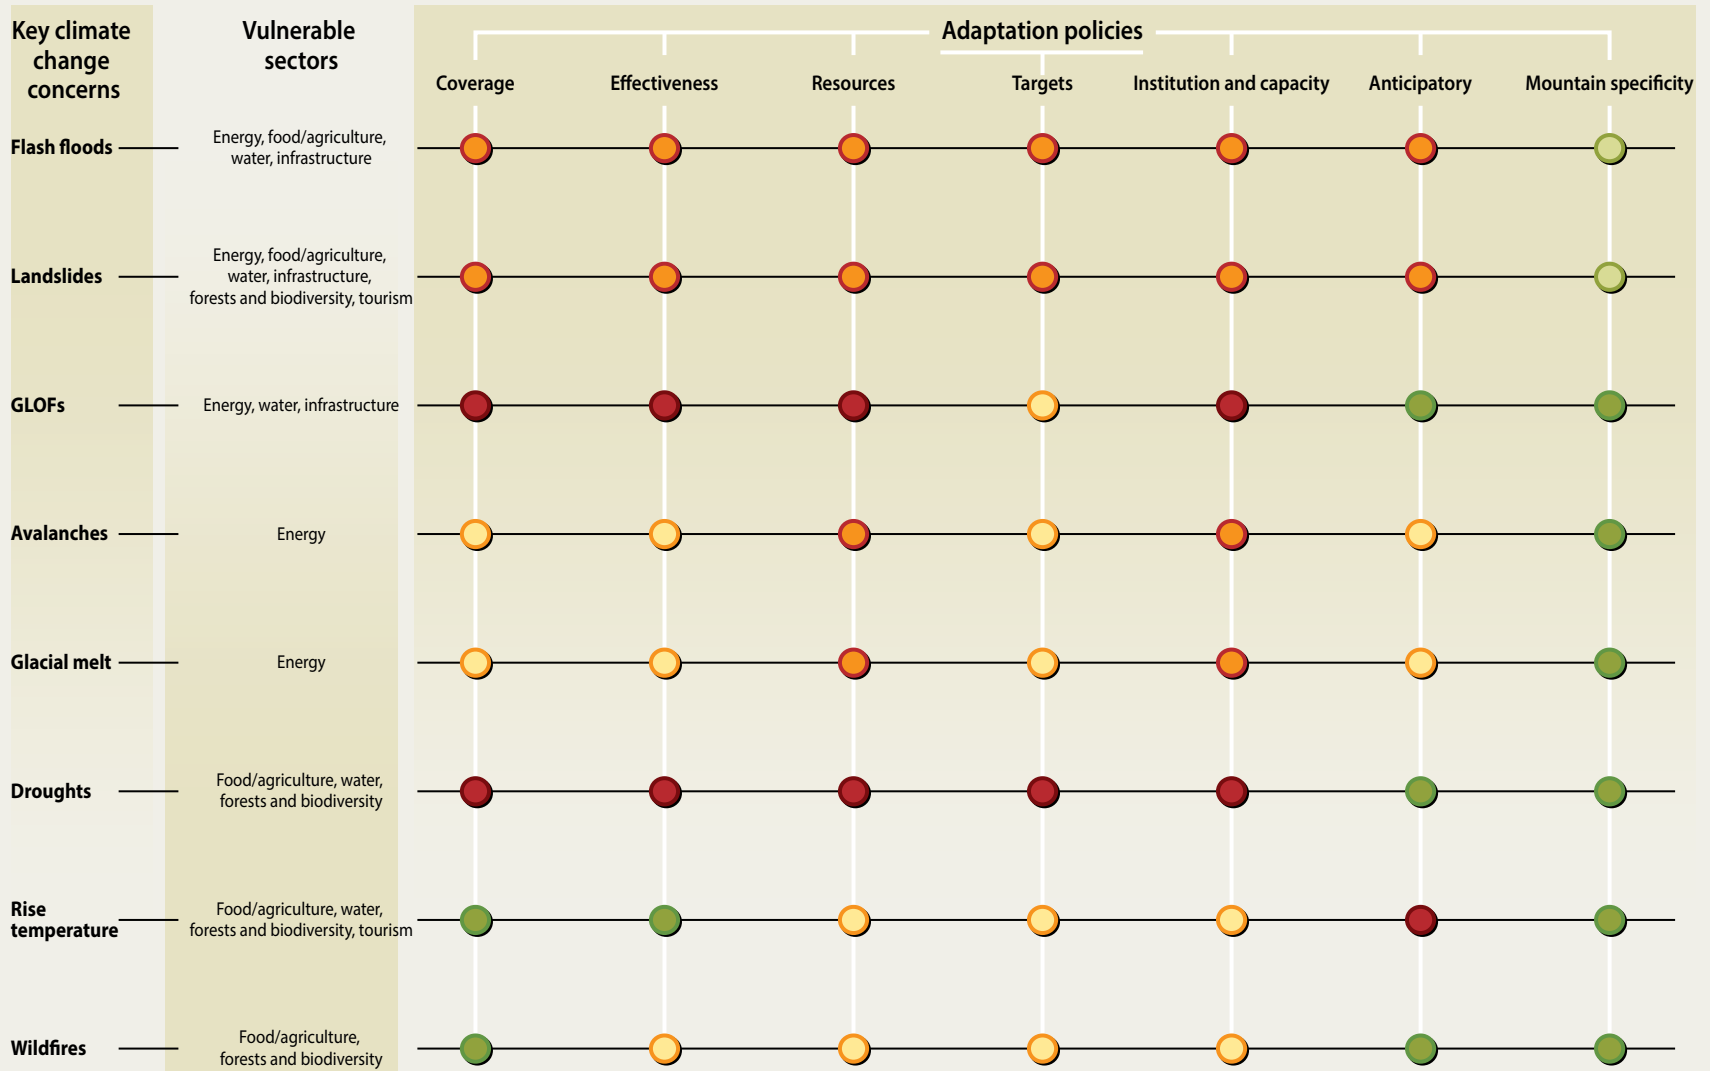 Key climate
change
concerns
Vulnerable
sectors
Adaptation policies
Coverage
Effectiveness
Resources
Targets
Institution and capacity
Anticipatory
Mountain specificity
Flash floods
Energy, food/agriculture,
water, infrastructure
Landslides
Energy, food/agriculture,
water, infrastructure,
forests and biodiversity, tourism
GLOFs
Energy, water, infrastructure
Avalanches
Energy
Glacial melt
Energy
Droughts
Food/agriculture, water,
forests and biodiversity
Rise
temperature
Food/agriculture, water,
forests and biodiversity, tourism
Wildfires
Food/agriculture,
forests and biodiversity